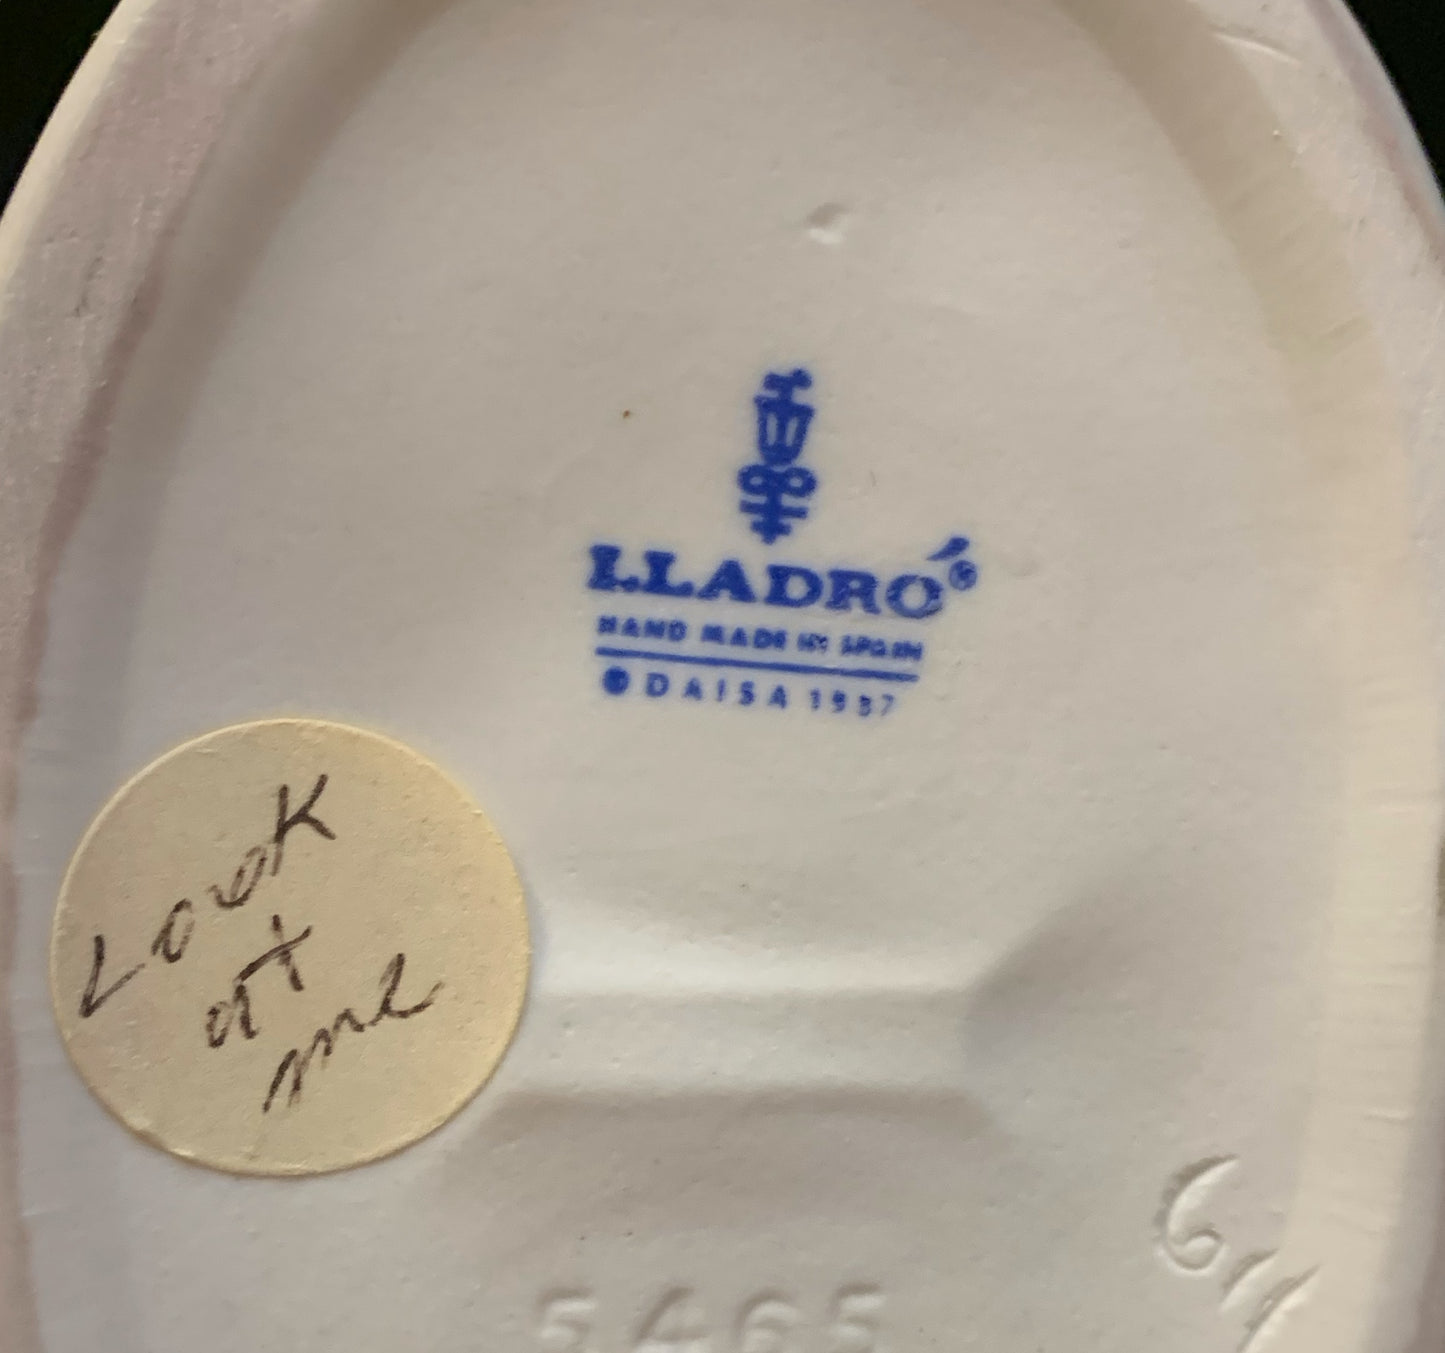 LLADRÓ®
HAND MADE IN SPAIN
© DAISA 1987
Look
at
me
5465